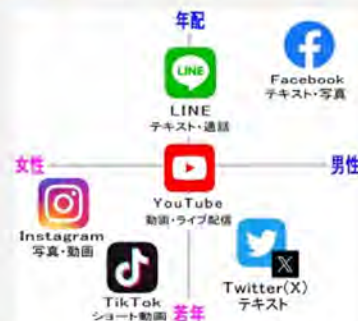 年配
LINE
LINE
テキスト・通話
Facebook
テキスト・写真
女性
男性
YouTube
動画・ライブ配信
Instagram
写真・動画
Twitter(X)
テキスト
TikTok
ショート動画
若年